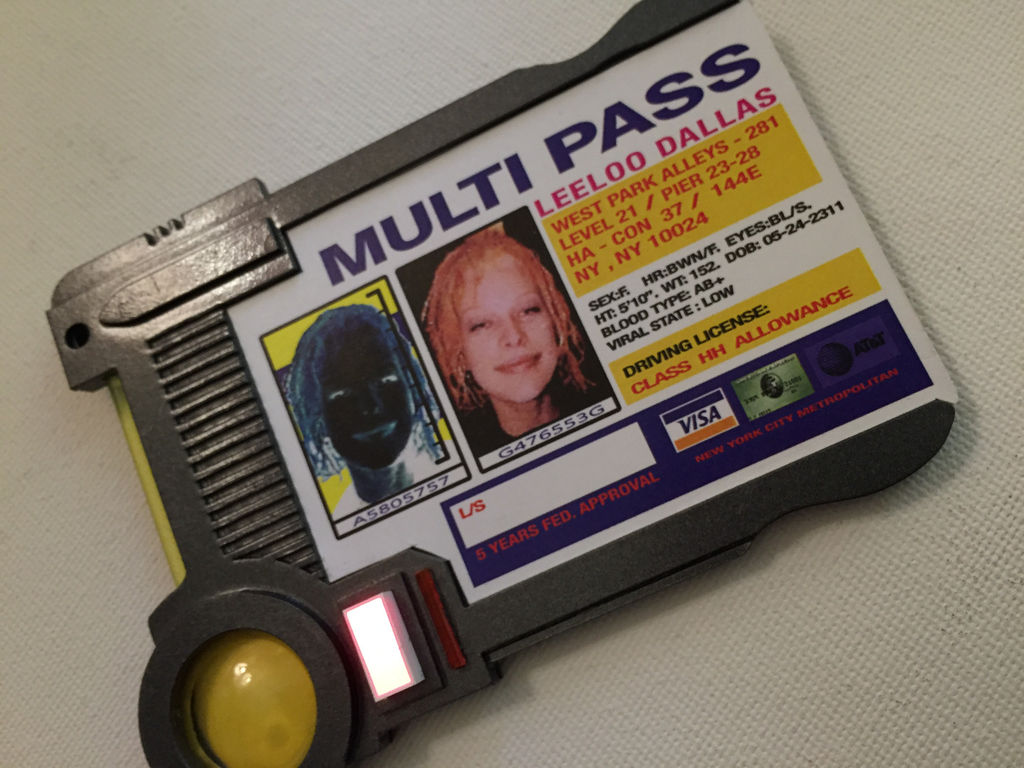 MULTI PASS
LEELOO DALLAS
WEST PARK ALLEYS - 281
LEVEL 21 / PIER 23-28
HA - CON 37 / 144E
NY , NY 10024
SEX:F. HR:BWN/F. EYES:BL/S.
HT: 5'10". WT: 152. DOB: 05-24-2311
BLOOD TYPE: AB+
VIRAL STATE : LOW
DRIVING LICENSE:
CLASS HH ALLOWANCE
A5805757
G476553G
L/S
5 YEARS FED. APPROVAL
VISA
AT&T
NEW YORK CITY METROPOLITAN